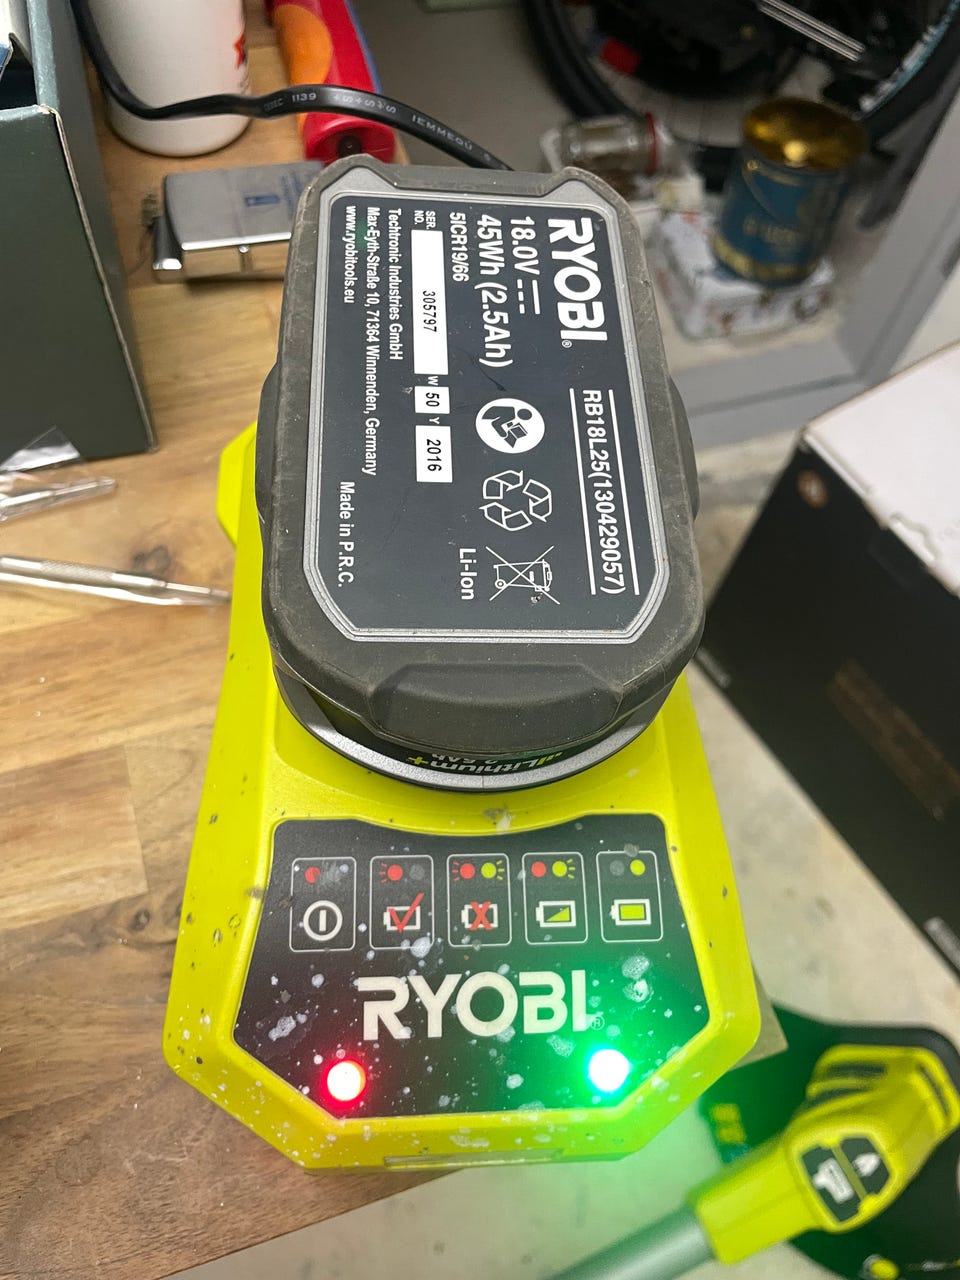 RYOBI®
RB18L25(130429057)
18.0V
45Wh (2.5Ah)
5ICR19/66
SER.
NO.
305797
W 50 Y 2016
Techtronic Industries GmbH
Max-Eyth-Straße 10, 71364 Winnenden, Germany
www.ryobitools.eu
Made in P.R.C.
Li-Ion
Lithium+
RYOBI®